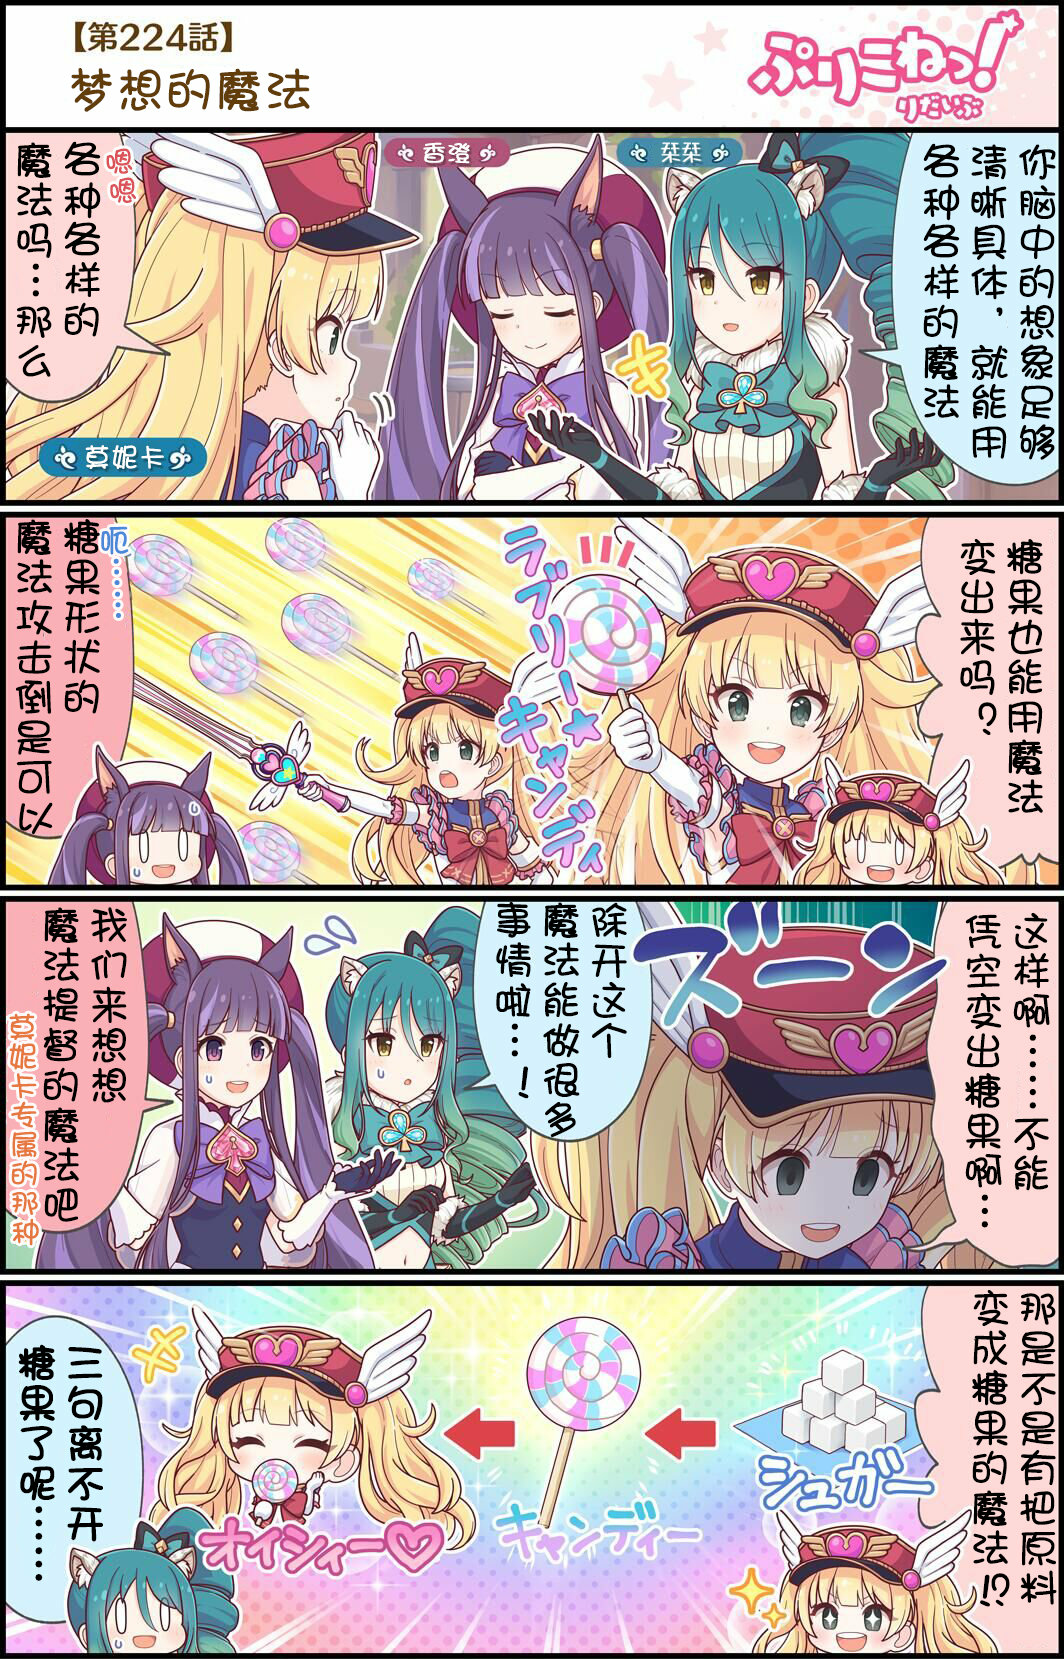 【第224話】
梦想的魔法
ぷりこねっ!
りだいぶ
你脑中的想象足够
清晰具体，就能用
各种各样的魔法
香澄
栞栞
嗯嗯
各种各样的
魔法吗…那么
莫妮卡
糖果也能用魔法
变出来吗?
ラブリー★
キャンディ
呃……
糖果形状的
魔法攻击倒是可以
这样啊……不能
凭空变出糖果啊…
ズーン
除开这个
魔法能做很多
事情啦…!
我们来想想
魔法提督的魔法吧
莫妮卡专属的那种
那是不是有把原料
变成糖果的魔法!?
シュガー
キャンディー
オイシィー♡
三句离不开
糖果了呢……